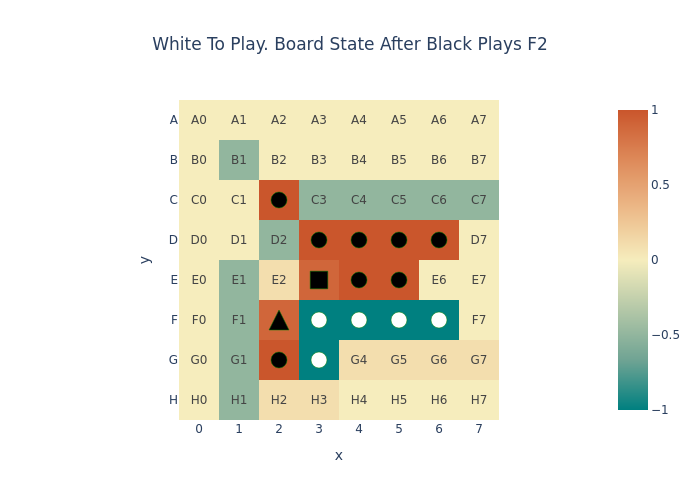 White To Play. Board State After Black Plays F2
A A0 A1 A2 A3 A4 A5 A6 A7
B B0 B1 B2 B3 B4 B5 B6 B7
C C0 C1 C3 C4 C5 C6 C7
D D0 D1 D2 D7
E E0 E1 E2 E6 E7
F F0 F1 F7
G G0 G1 G4 G5 G6 G7
H H0 H1 H2 H3 H4 H5 H6 H7
0 1 2 3 4 5 6 7
x
y
1
0.5
0
−0.5
−1